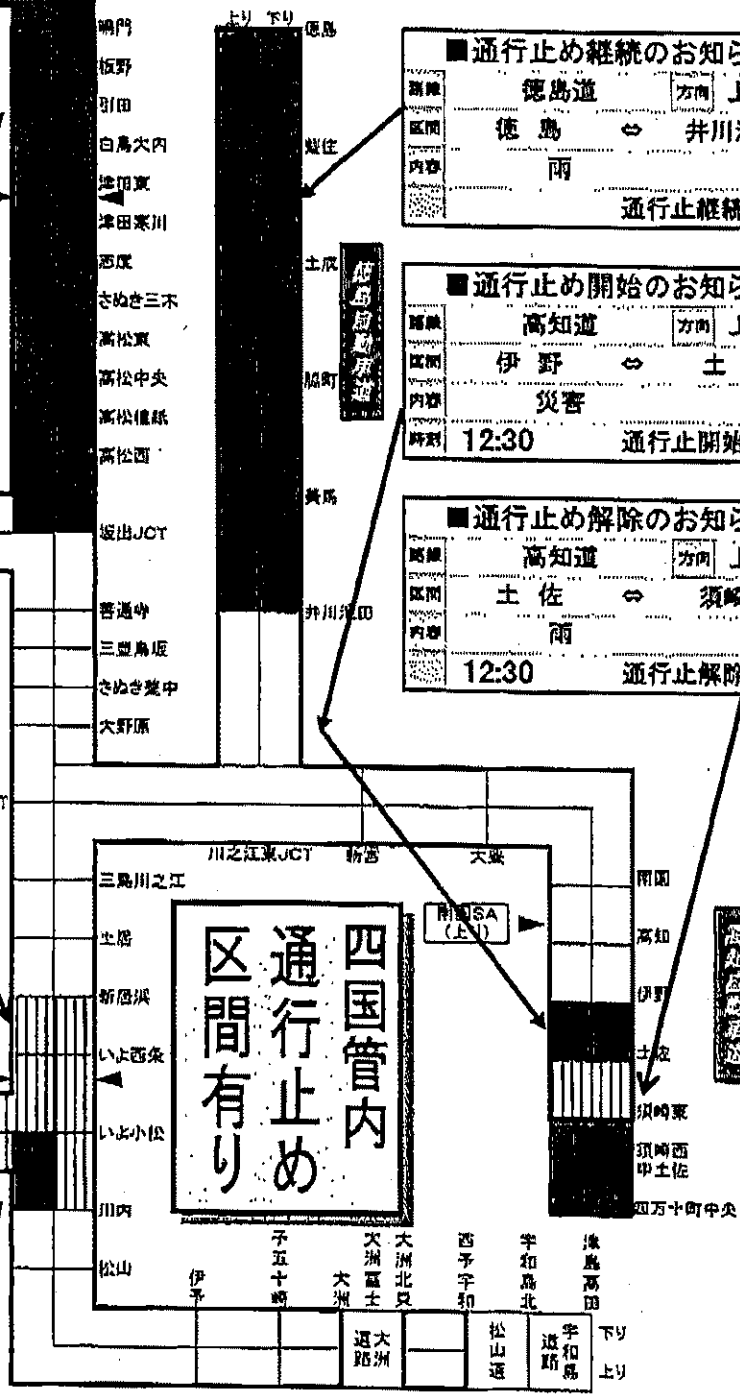 鳴門
板野
引田
白鳥大内
津田東
津田寒川
志度
さぬき三木
高松東
高松中央
高松檀紙
高松西
坂出JCT
善通寺
三豊鳥坂
さぬき豊中
大野原
上り 下り
徳島
藍住
土成
脇町
美馬
井川池田
徳島自動車道
■通行止め継続のお知ら
路線 徳島道 方向 上
区間 徳島 ⇔ 井川
内容 雨
通行止継続
■通行止め開始のお知ら
路線 高知道 方向 上
区間 伊野 ⇔ 土
内容 災害
時刻 12:30 通行止開始
■通行止め解除のお知ら
路線 高知道 方向 上
区間 土佐 ⇔ 須崎
内容 雨
12:30 通行止解除
川之江東JCT
新宮
大豊
三島川之江
土居
新居浜
いよ西条
いよ小松
川内
松山
四国管内
通行止め
区間有り
南国SA
(上り)
南国
高知
伊野
土佐
須崎東
須崎西
中土佐
四万十町中央
伊予
子五十崎
大洲
大洲冨士
大洲北只
西予宇和
宇和島北
津島高田
大洲
道路
松山道
宇和島
道路
下り
上り